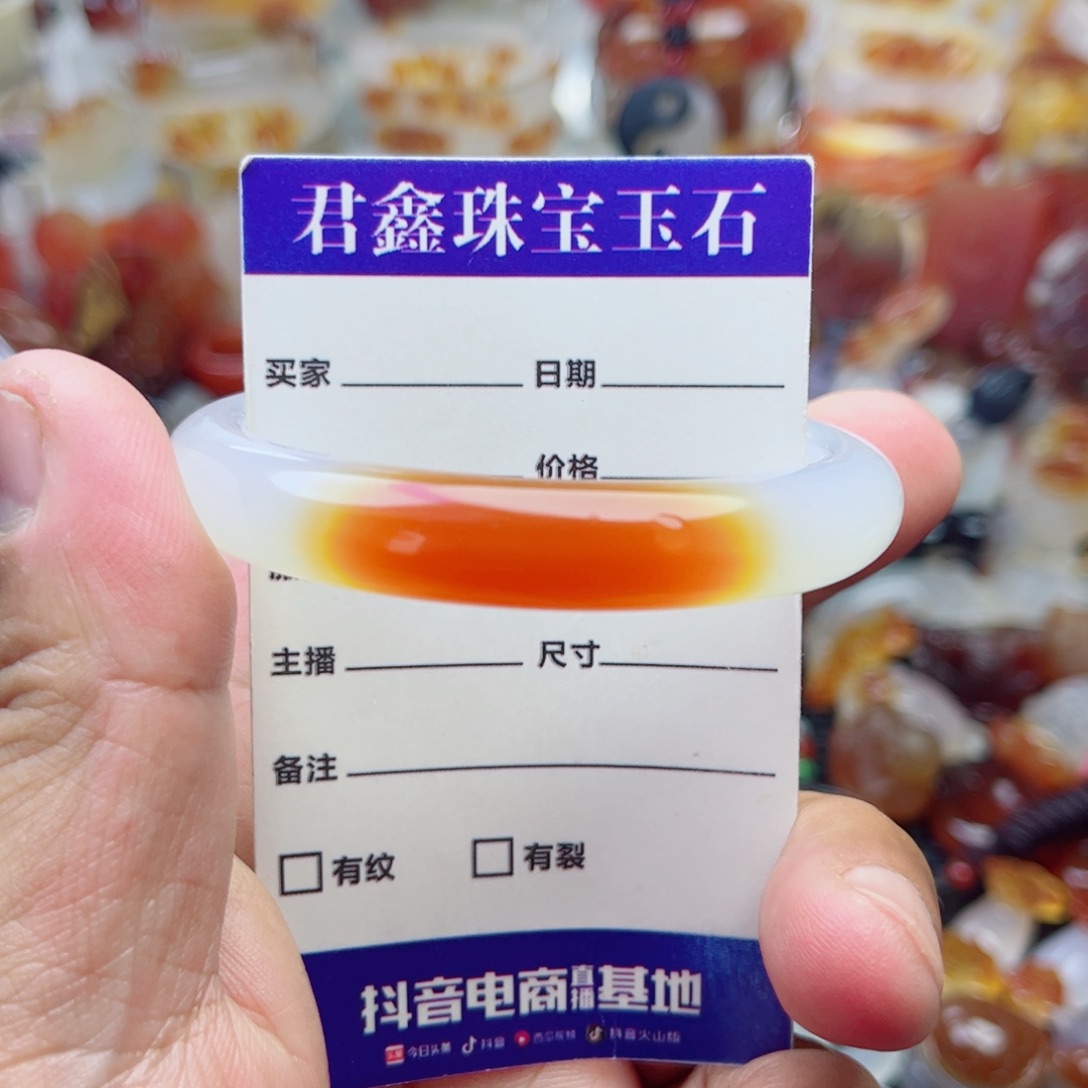 君鑫珠宝玉石
买家 日期
价格
主播 尺寸
备注
有纹 有裂
抖音电商直播基地
今日头条 抖音 西瓜视频 抖音火山版